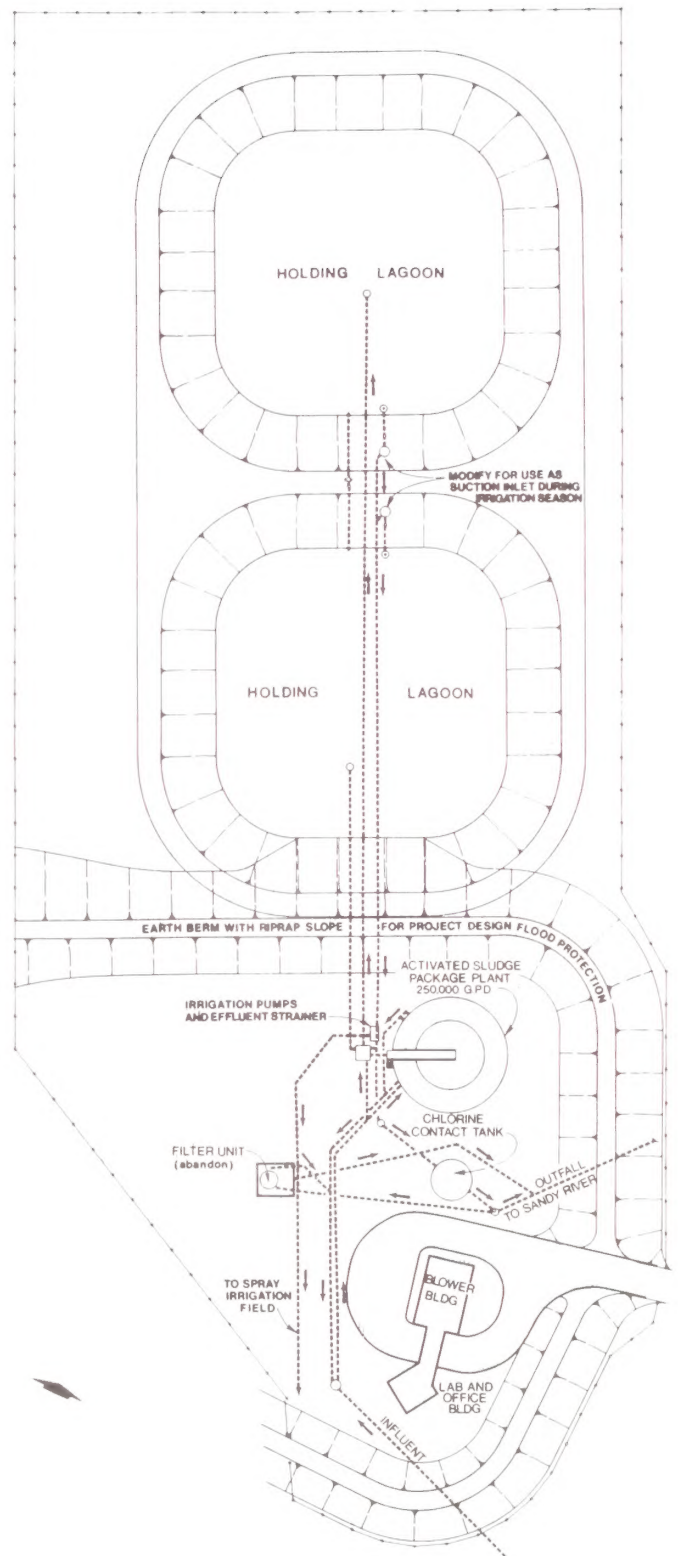 HOLDING LAGOON
MODIFY FOR USE AS
SUCTION INLET DURING
IRRIGATION SEASON
HOLDING LAGOON
EARTH BERM WITH RIPRAP SLOPE FOR PROJECT DESIGN FLOOD PROTECTION
ACTIVATED SLUDGE
PACKAGE PLANT
250,000 G.P.D
IRRIGATION PUMPS
AND EFFLUENT STRAINER
CHLORINE
CONTACT TANK
FILTER UNIT
(abandon)
OUTFALL
TO SANDY RIVER
TO SPRAY
IRRIGATION
FIELD
BLOWER
BLDG
LAB AND
OFFICE
BLDG
INFLUENT